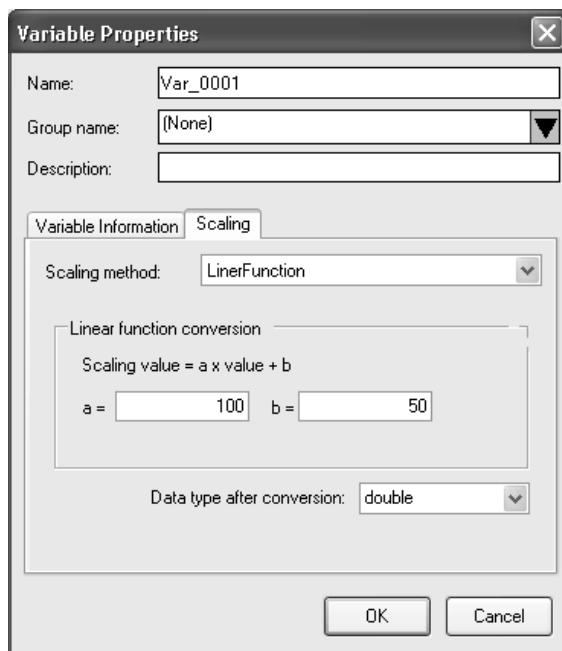 Variable Properties
Name: Var_0001
Group name: (None)
Description:
Variable Information Scaling
Scaling method: LinerFunction
Linear function conversion
Scaling value = a x value + b
a = 100 b = 50
Data type after conversion: double
OK Cancel